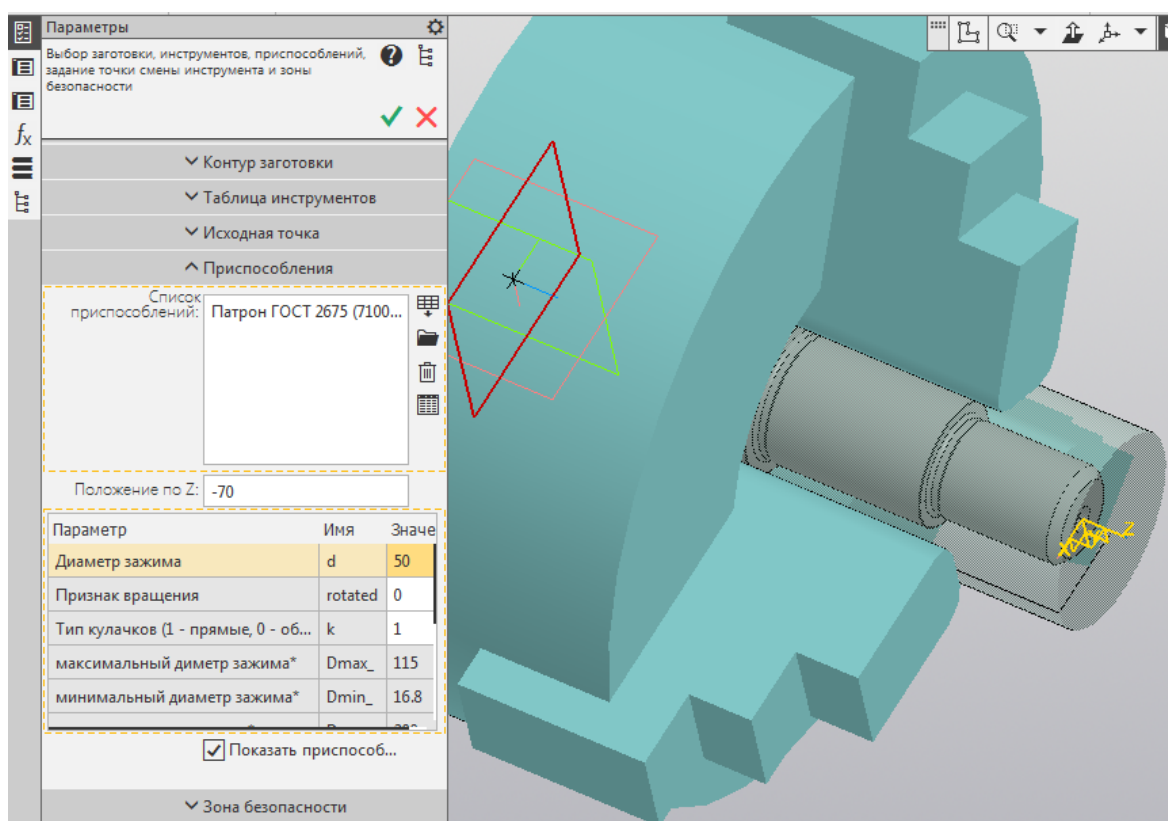 Параметры
Выбор заготовки, инструментов, приспособлений,
задание точки смены инструмента и зоны
безопасности
Контур заготовки
Таблица инструментов
Исходная точка
Приспособления
Список
приспособлений:
Патрон ГОСТ 2675 (7100...
Положение по Z: -70
Параметр Имя Значе
Диаметр зажима d 50
Признак вращения rotated 0
Тип кулачков (1 - прямые, 0 - об... k 1
максимальный диметр зажима* Dmax_ 115
минимальный диаметр зажима* Dmin_ 16.8
Показать приспособ...
Зона безопасности
Z